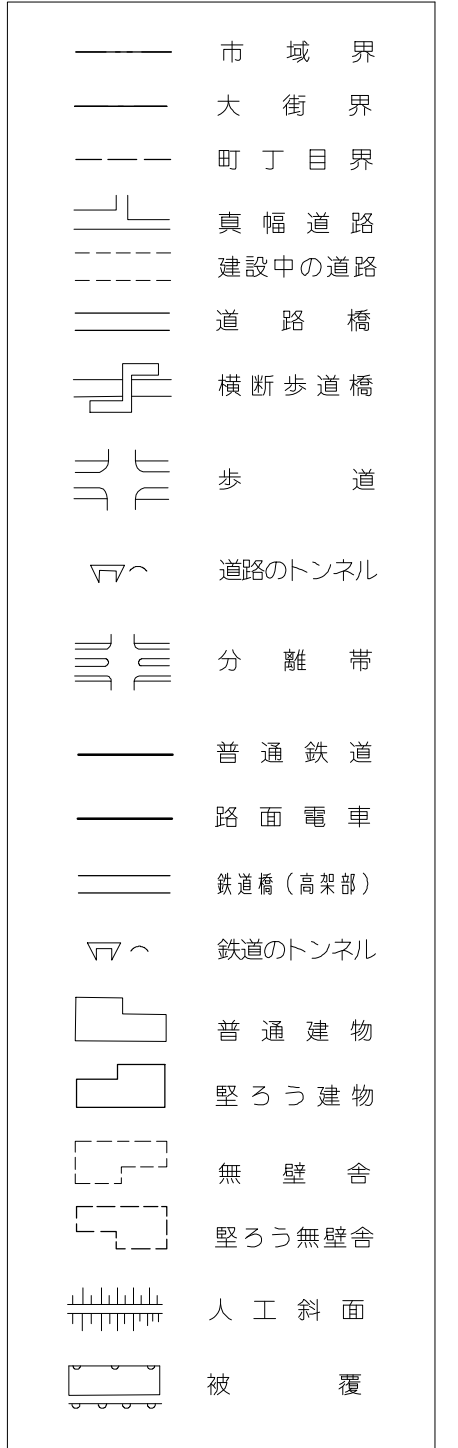 市域界
大街界
町丁目界
真幅道路
建設中の道路
道路橋
横断歩道橋
歩道
道路のトンネル
分離帯
普通鉄道
路面電車
鉄道橋（高架部）
鉄道のトンネル
普通建物
堅ろう建物
無壁舎
堅ろう無壁舎
人工斜面
被覆